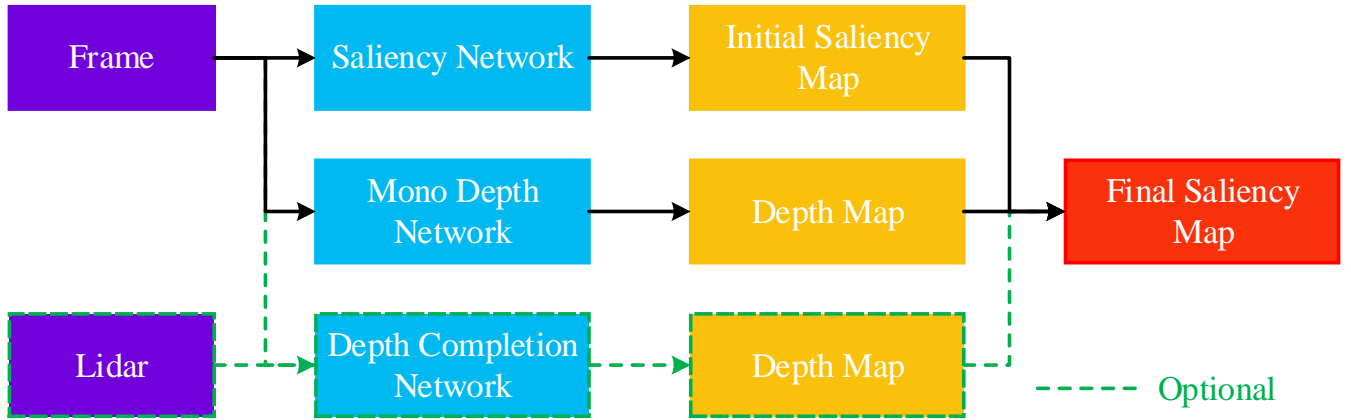 Frame
Saliency Network
Initial Saliency
Map
Mono Depth
Network
Depth Map
Final Saliency
Map
Lidar
Depth Completion
Network
Depth Map
Optional